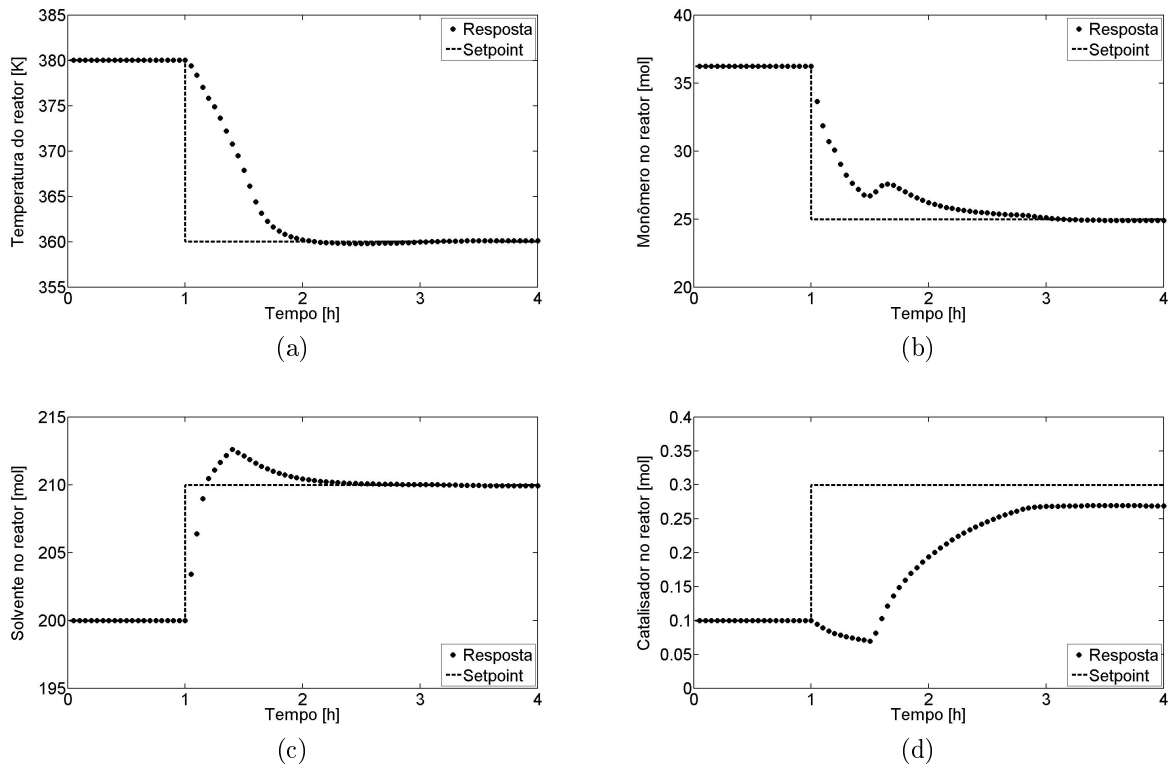 385
380
375
370
365
360
355
Temperatura do reator [K]
0 1 2 3 4
Tempo [h]
Resposta
Setpoint
(a)
40
35
30
25
20
Monômero no reator [mol]
0 1 2 3 4
Tempo [h]
Resposta
Setpoint
(b)
215
210
205
200
195
Solvente no reator [mol]
0 1 2 3 4
Tempo [h]
Resposta
Setpoint
(c)
0.4
0.35
0.3
0.25
0.2
0.15
0.1
0.05
0
Catalisador no reator [mol]
0 1 2 3 4
Tempo [h]
Resposta
Setpoint
(d)